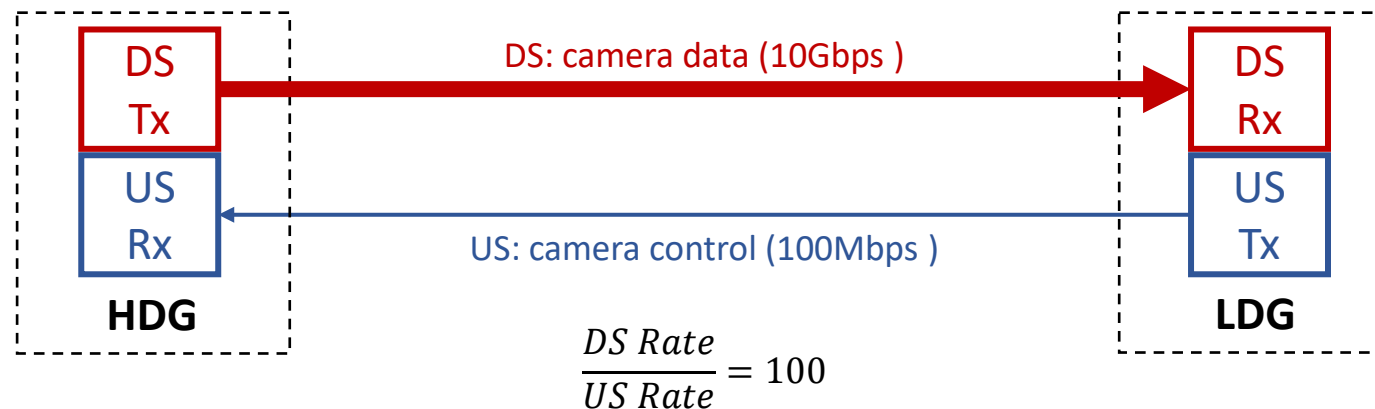 DS
Tx
US
Rx
HDG
DS: camera data (10Gbps )
US: camera control (100Mbps )
DS Rate
US Rate
= 100
DS
Rx
US
Tx
LDG